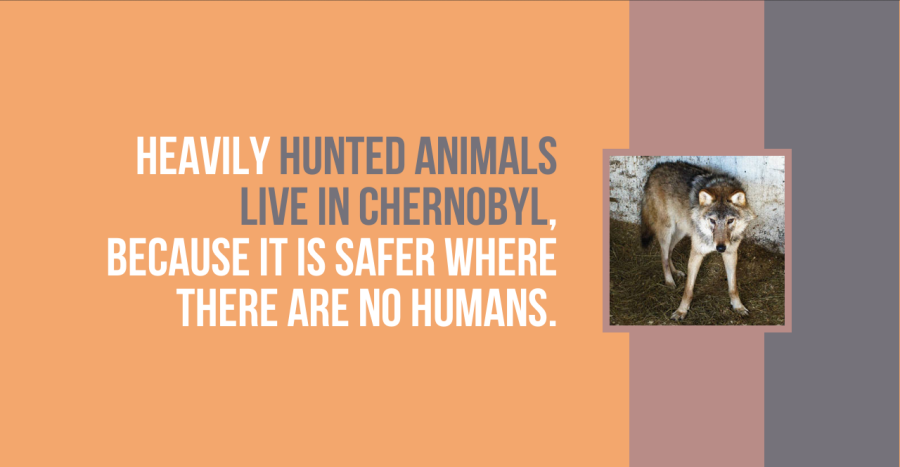 HEAVILY HUNTED ANIMALS
LIVE IN CHERNOBYL,
BECAUSE IT IS SAFER WHERE
THERE ARE NO HUMANS.